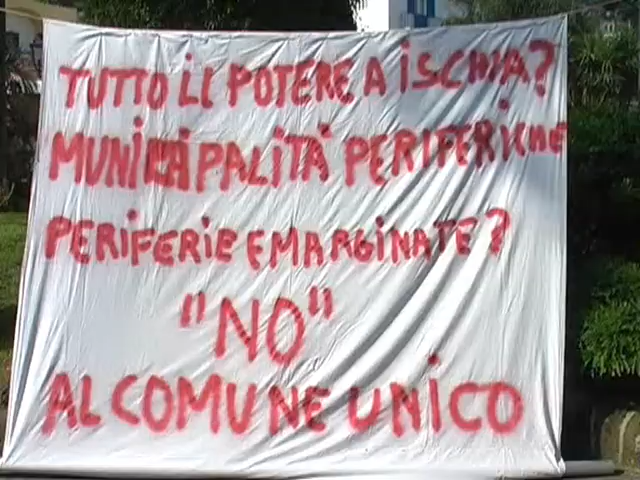 TUTTO iL POTERE A iSCHIA?
MUNiCiPALiTÀ PERIFERiCHE
PERiFERiE EMARGiNATE?
"NO"
AL COMUNE UNiCO